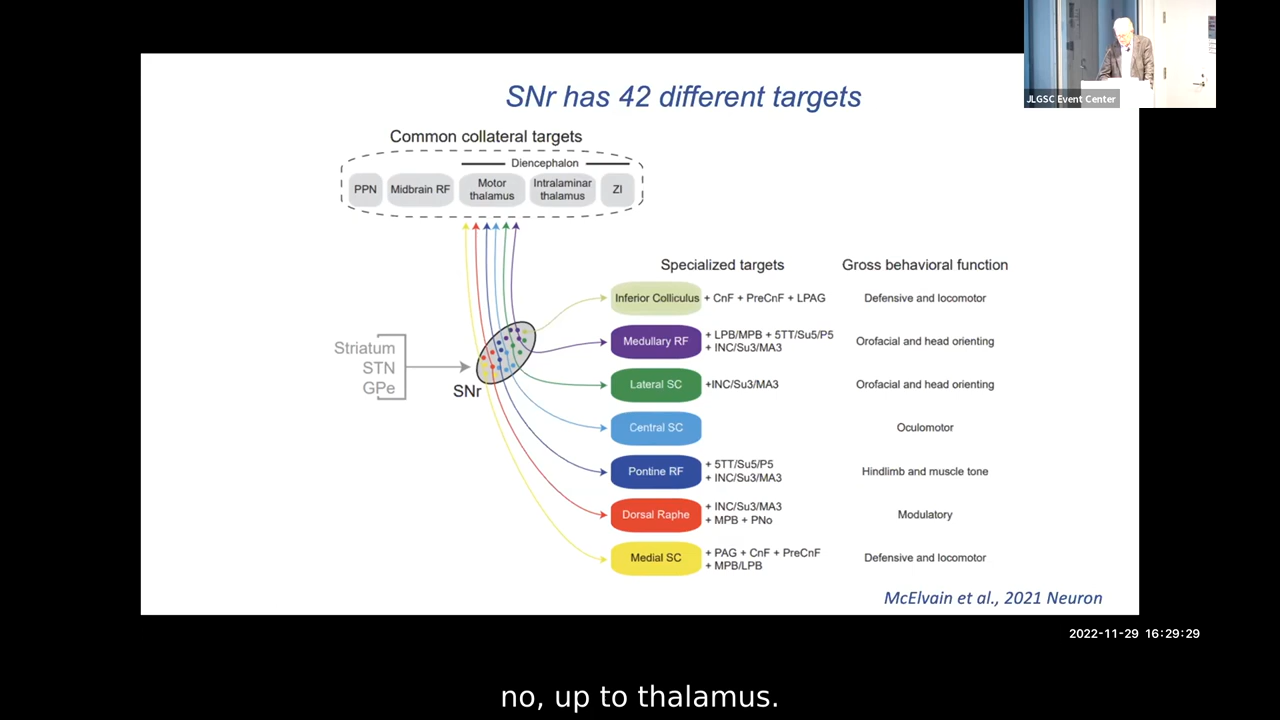 JLGSC Event Center
SNr has 42 different targets
Common collateral targets
Diencephalon
PPN
Midbrain RF
Motor
thalamus
Intralaminar
thalamus
ZI
Specialized targets
Gross behavioral function
Inferior Colliculus + CnF + PreCnF + LPAG
Defensive and locomotor
Medullary RF
+ LPB/MPB + 5TT/Su5/P5
+ INC/Su3/MA3
Orofacial and head orienting
Striatum
STN
GPe
SNr
Lateral SC +INC/Su3/MA3
Orofacial and head orienting
Central SC
Oculomotor
Pontine RF
+ 5TT/Su5/P5
+ INC/Su3/MA3
Hindlimb and muscle tone
Dorsal Raphe
+ INC/Su3/MA3
+ MPB + PNo
Modulatory
Medial SC
+ PAG + CnF + PreCnF
+ MPB/LPB
Defensive and locomotor
McElvain et al., 2021 Neuron
2022-11-29 16:29:29
no, up to thalamus.